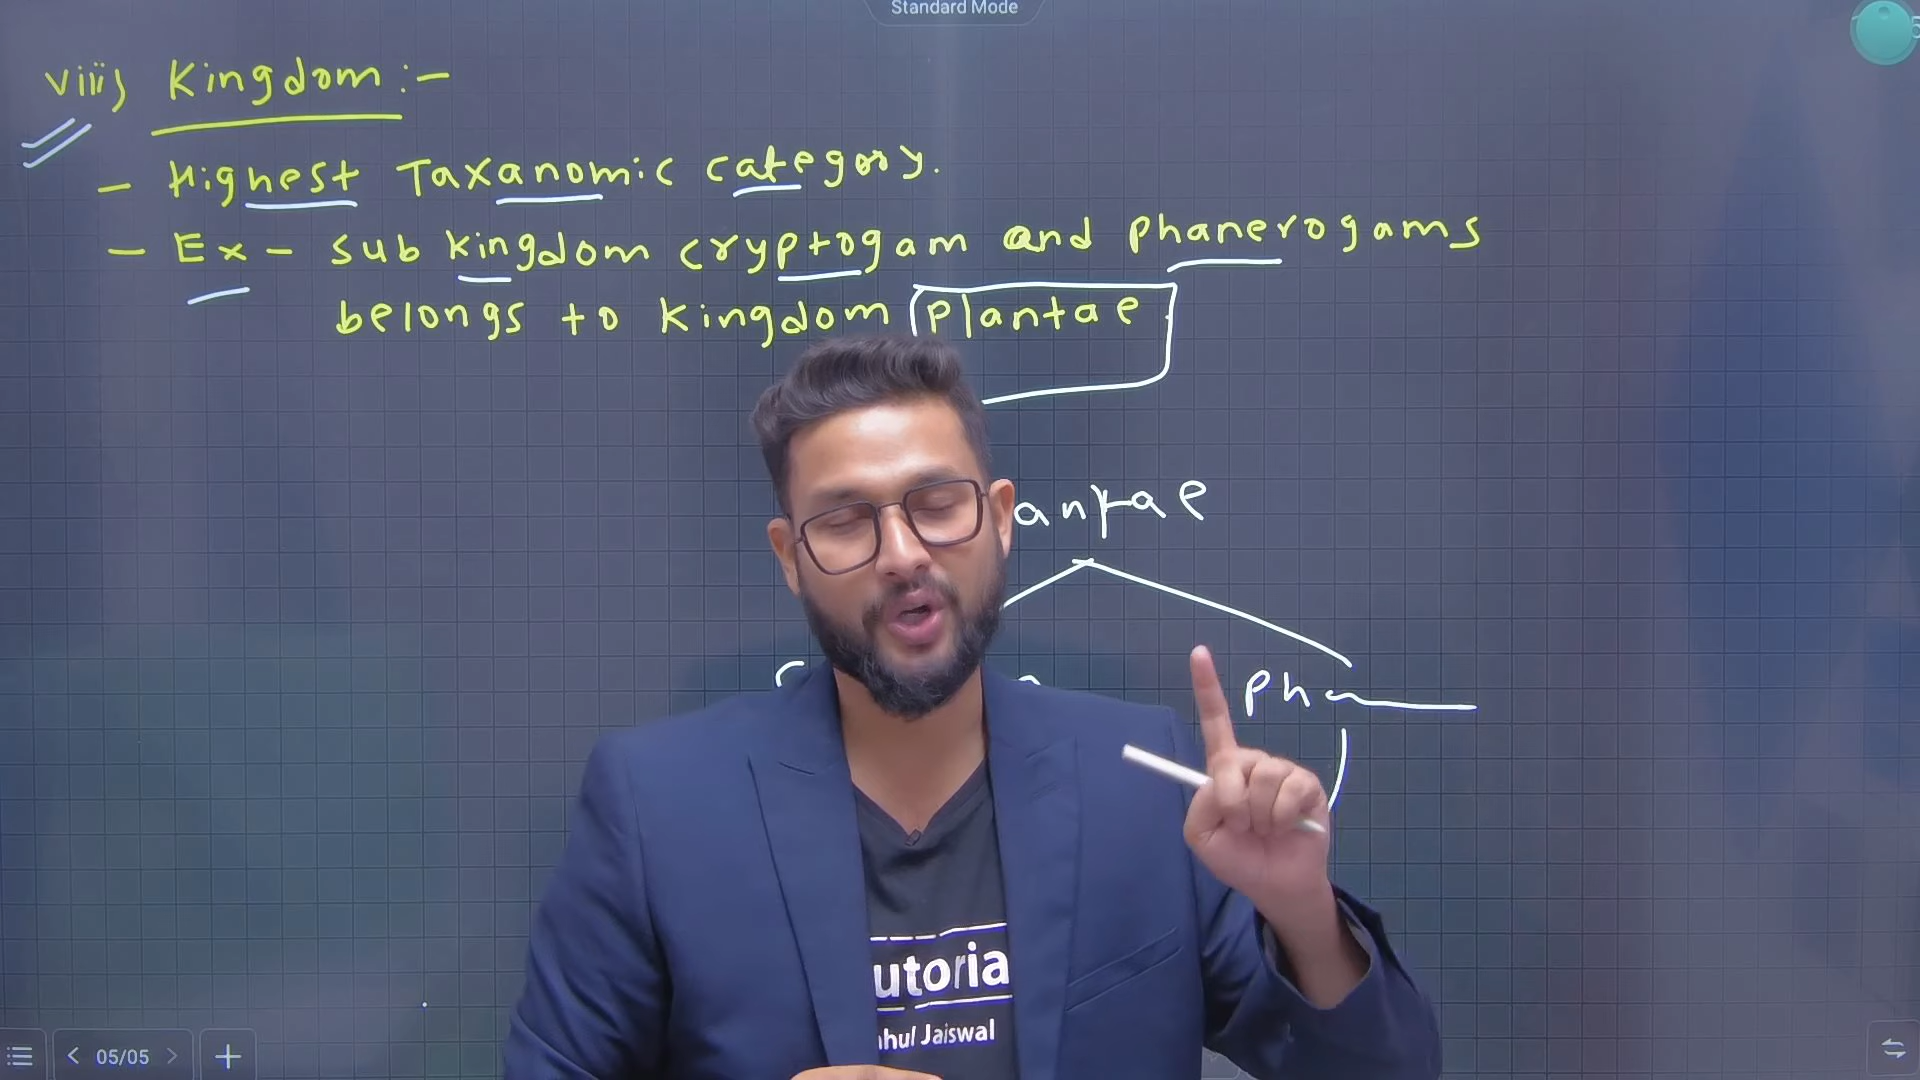 Standard Mode
viii) Kingdom:-
- Highest Taxanomic category.
- Ex - sub kingdom cryptogam and phanerogams
belongs to kingdom plantae
antae
ph
utoria
ahul Jaiswal
05/05